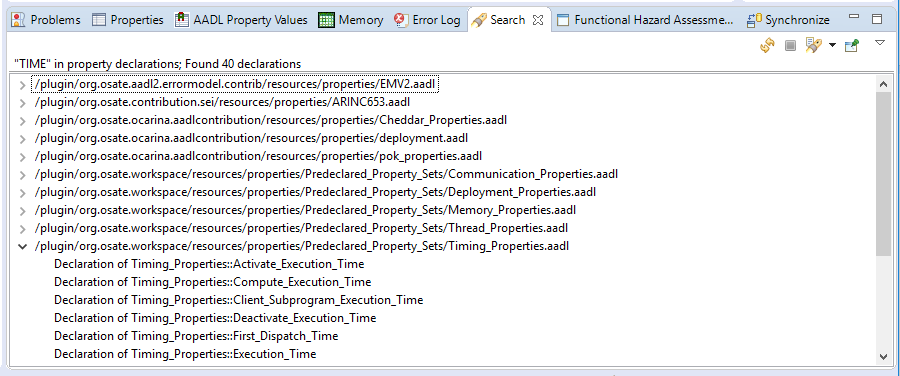 Problems Properties AADL Property Values Memory Error Log Search Functional Hazard Assessme... Synchronize
"TIME" in property declarations; Found 40 declarations
/plugin/org.osate.aadl2.errormodel.contrib/resources/properties/EMV2.aadl
/plugin/org.osate.contribution.sei/resources/properties/ARINC653.aadl
/plugin/org.osate.ocarina.aadlcontribution/resources/properties/Cheddar_Properties.aadl
/plugin/org.osate.ocarina.aadlcontribution/resources/properties/deployment.aadl
/plugin/org.osate.ocarina.aadlcontribution/resources/properties/pok_properties.aadl
/plugin/org.osate.workspace/resources/properties/Predeclared_Property_Sets/Communication_Properties.aadl
/plugin/org.osate.workspace/resources/properties/Predeclared_Property_Sets/Deployment_Properties.aadl
/plugin/org.osate.workspace/resources/properties/Predeclared_Property_Sets/Memory_Properties.aadl
/plugin/org.osate.workspace/resources/properties/Predeclared_Property_Sets/Thread_Properties.aadl
/plugin/org.osate.workspace/resources/properties/Predeclared_Property_Sets/Timing_Properties.aadl
Declaration of Timing_Properties::Activate_Execution_Time
Declaration of Timing_Properties::Compute_Execution_Time
Declaration of Timing_Properties::Client_Subprogram_Execution_Time
Declaration of Timing_Properties::Deactivate_Execution_Time
Declaration of Timing_Properties::First_Dispatch_Time
Declaration of Timing_Properties::Execution_Time